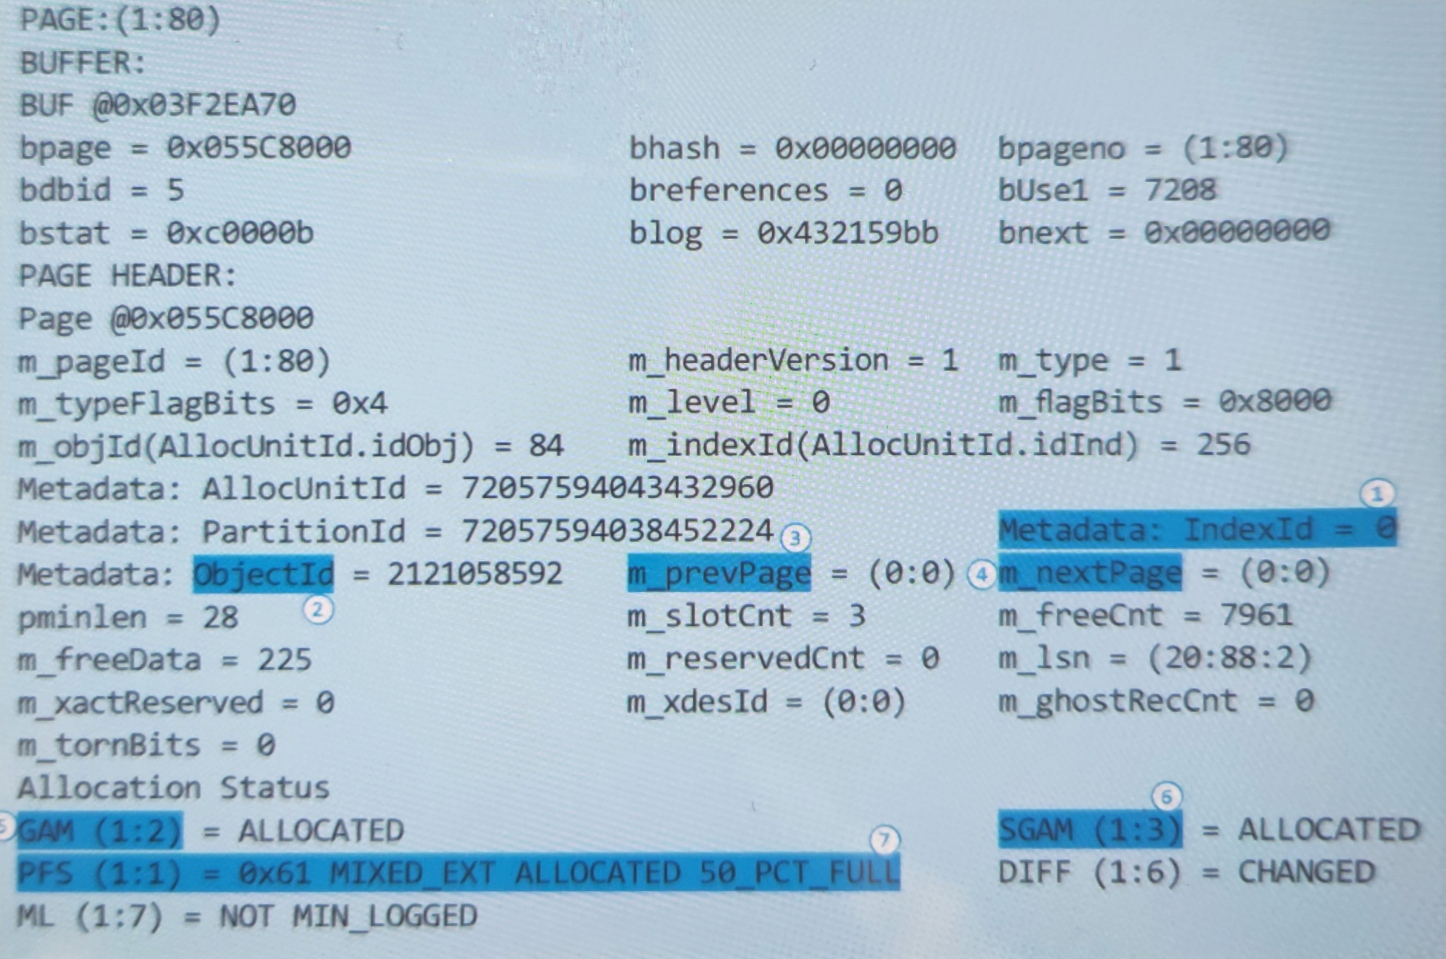 PAGE:(1:80)
BUFFER:
BUF @0x03F2EA70
bpage = 0x055C8000 bhash = 0x00000000 bpageno = (1:80)
bdbid = 5 breferences = 0 bUse1 = 7208
bstat = 0xc0000b blog = 0x432159bb bnext = 0x00000000
PAGE HEADER:
Page @0x055C8000
m_pageId = (1:80) m_headerVersion = 1 m_type = 1
m_typeFlagBits = 0x4 m_level = 0 m_flagBits = 0x8000
m_objId(AllocUnitId.idObj) = 84 m_indexId(AllocUnitId.idInd) = 256
Metadata: AllocUnitId = 72057594043432960 1
Metadata: PartitionId = 72057594038452224 3 Metadata: IndexId = 0
Metadata: ObjectId = 2121058592 m_prevPage = (0:0) 4 m_nextPage = (0:0)
pminlen = 28 2 m_slotCnt = 3 m_freeCnt = 7961
m_freeData = 225 m_reservedCnt = 0 m_lsn = (20:88:2)
m_xactReserved = 0 m_xdesId = (0:0) m_ghostRecCnt = 0
m_tornBits = 0
Allocation Status 6
5 GAM (1:2) = ALLOCATED 7 SGAM (1:3) = ALLOCATED
PFS (1:1) = 0x61 MIXED_EXT ALLOCATED 50_PCT_FULL DIFF (1:6) = CHANGED
ML (1:7) = NOT MIN_LOGGED